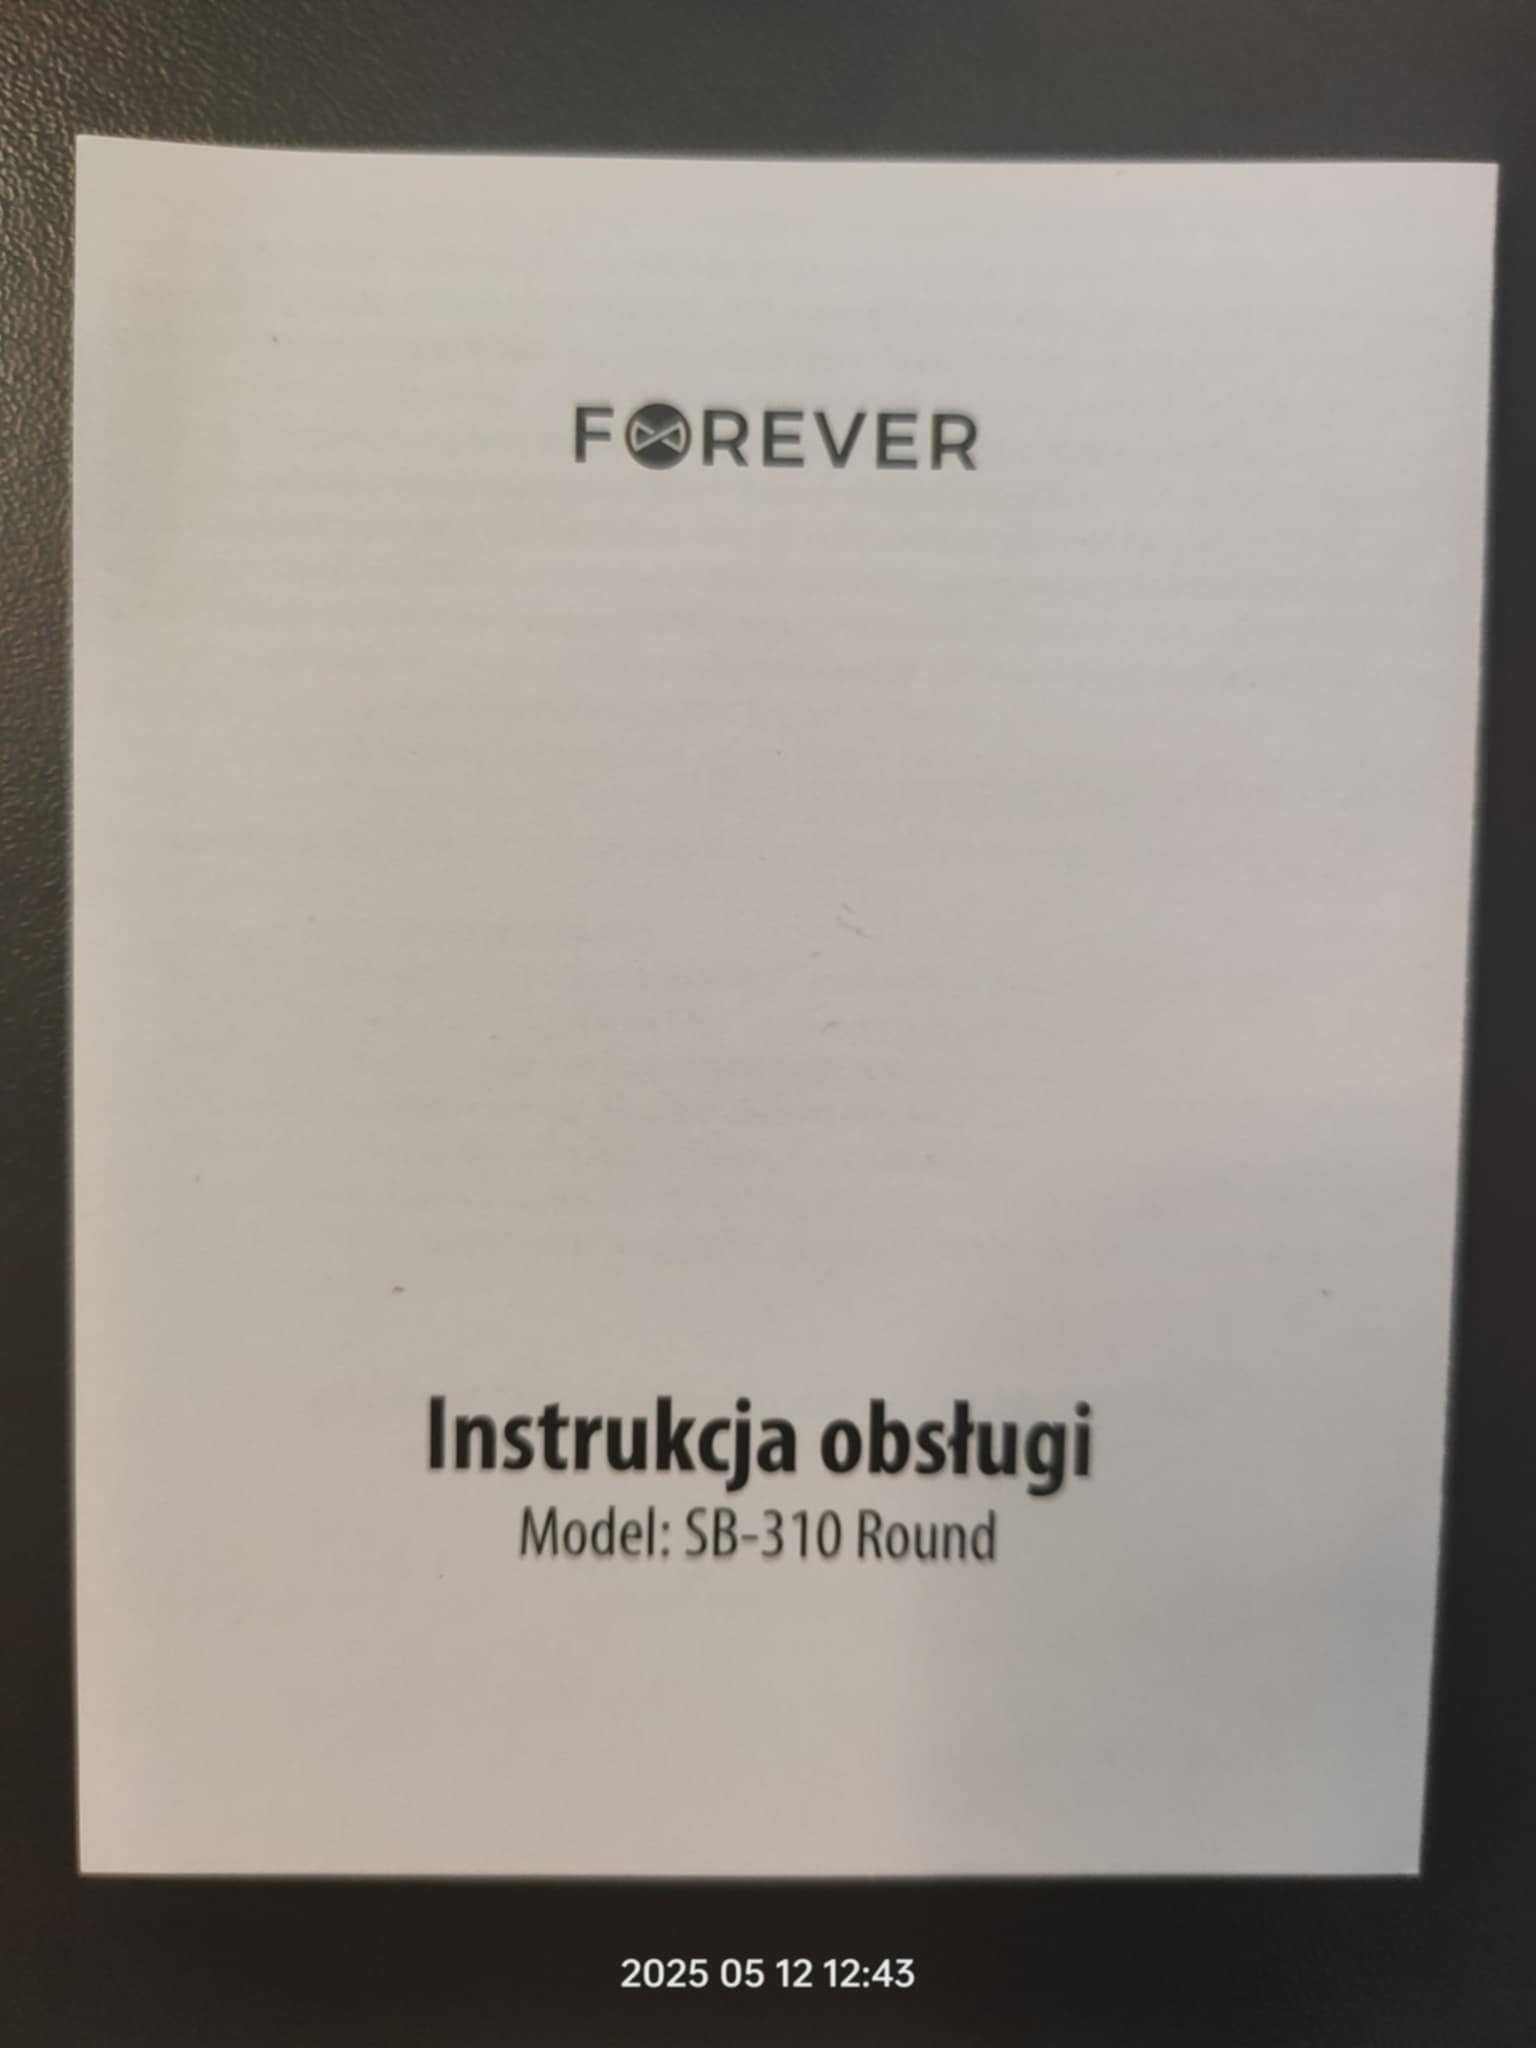 FOREVER
Instrukcja obsługi
Model: SB-310 Round
2025 05 12 12:43